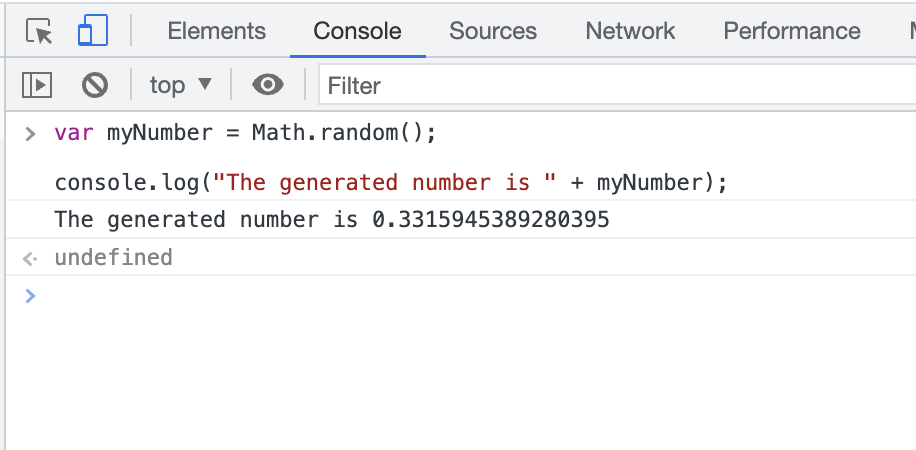 Elements Console Sources Network Performance
top ▼ Filter
> var myNumber = Math.random();
console.log("The generated number is " + myNumber);
The generated number is 0.3315945389280395
undefined
>